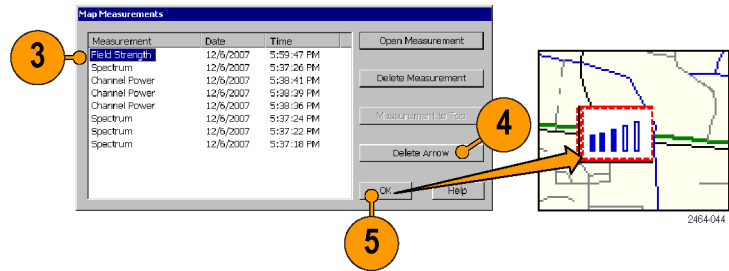 Map Measurements
Measurement Date Time
Field Strength 12/6/2007 5:59:47 PM
Spectrum 12/6/2007 5:37:26 PM
Channel Power 12/6/2007 5:38:41 PM
Channel Power 12/6/2007 5:38:39 PM
Channel Power 12/6/2007 5:38:36 PM
Spectrum 12/6/2007 5:37:24 PM
Spectrum 12/6/2007 5:37:22 PM
Spectrum 12/6/2007 5:37:18 PM
Open Measurement
Delete Measurement
Measurement to Top
Delete Arrow
OK
Help
3
4
5
2464-044